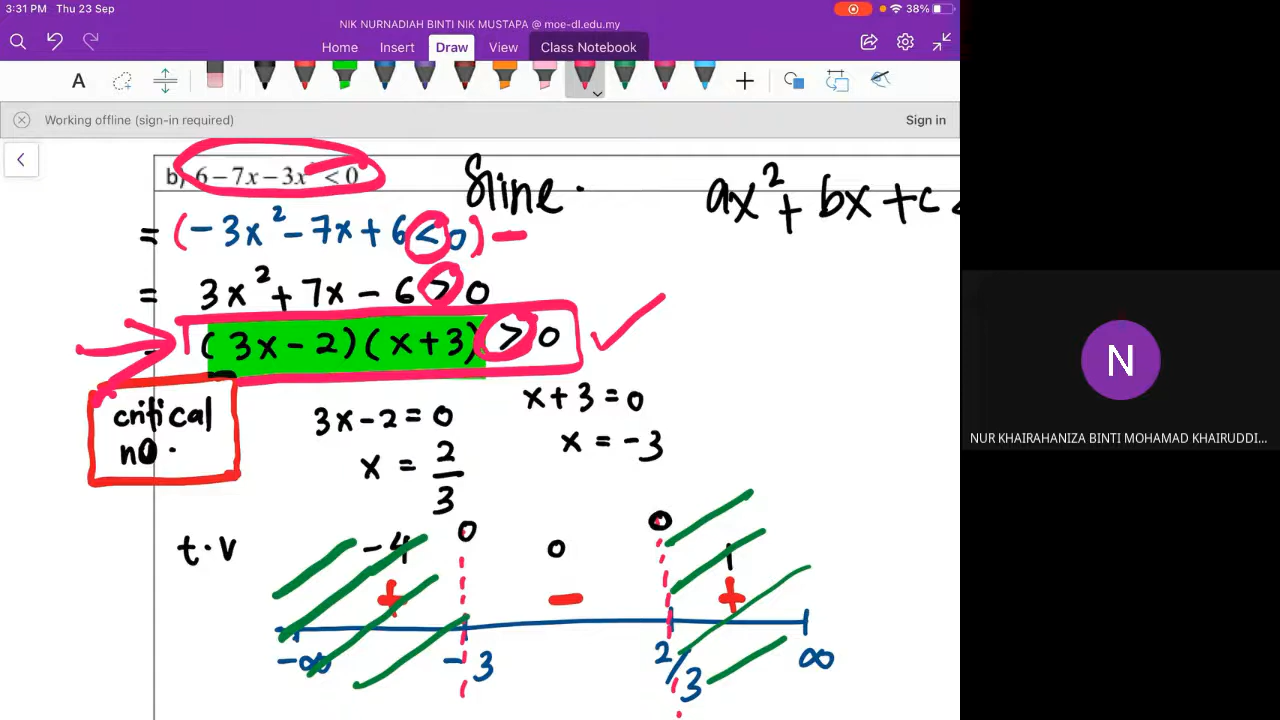 3:31 PM Thu 23 Sep
38%
NIK NURNADIAH BINTI NIK MUSTAPA @ moe-dl.edu.my
Home Insert Draw View Class Notebook
A
Working offline (sign-in required) Sign in
b) 6 − 7x − 3x² < 0
Sline . ax² + bx + c <
= (−3x² − 7x + 6 < 0) −
= 3x² + 7x − 6 > 0
(3x − 2)(x + 3) > 0
critical
no.
3x − 2 = 0
x = 2/3
x + 3 = 0
x = −3
t.v −4 0 0 0 1
+ − +
−∞ −3 2/3 ∞
N
NUR KHAIRAHANIZA BINTI MOHAMAD KHAIRUDDI...